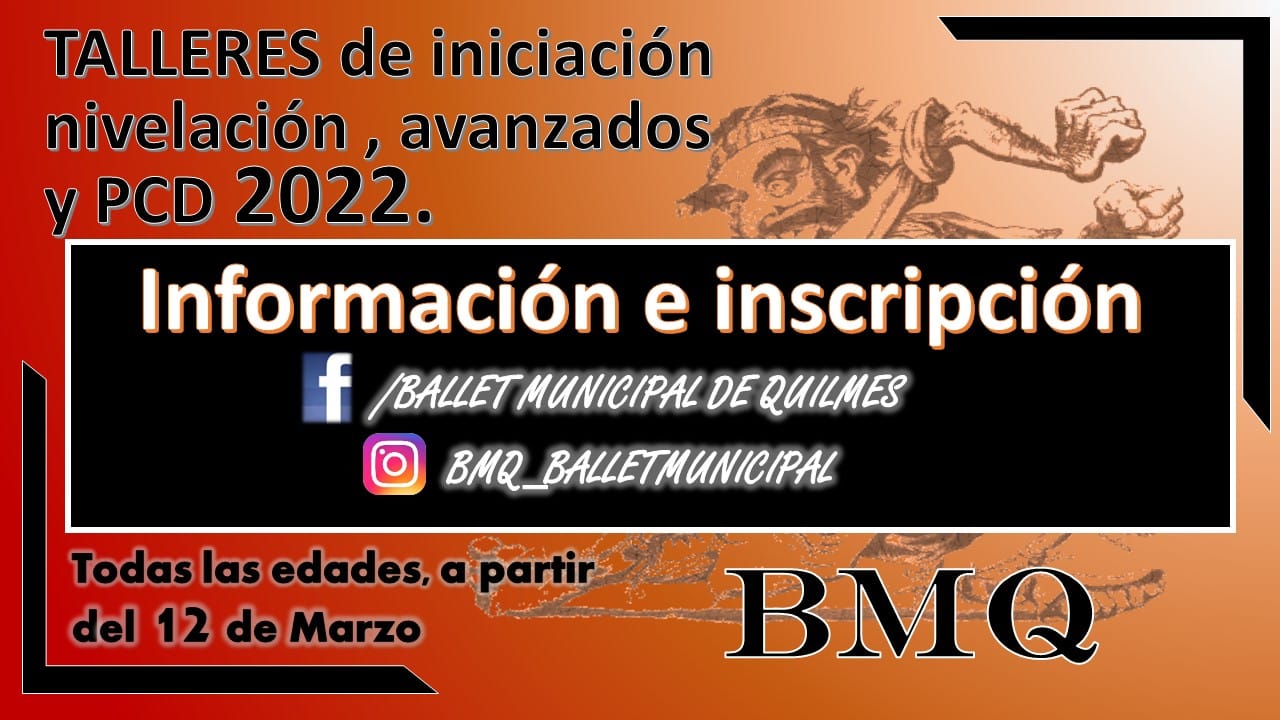 TALLERES de iniciación
nivelación , avanzados
y PCD 2022.
Información e inscripción
f /BALLET MUNICIPAL DE QUILMES
BMQ_BALLETMUNICIPAL
Todas las edades, a partir
del 12 de Marzo
BMQ